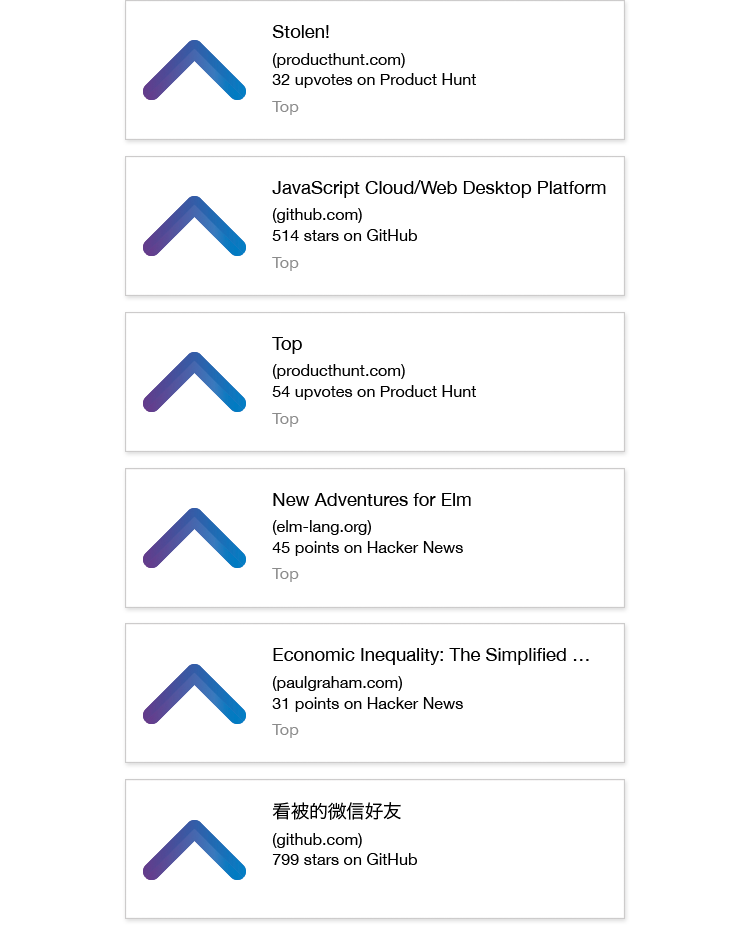 Stolen!
(producthunt.com)
32 upvotes on Product Hunt
Top
JavaScript Cloud/Web Desktop Platform
(github.com)
514 stars on GitHub
Top
Top
(producthunt.com)
54 upvotes on Product Hunt
Top
New Adventures for Elm
(elm-lang.org)
45 points on Hacker News
Top
Economic Inequality: The Simplified …
(paulgraham.com)
31 points on Hacker News
Top
看被的微信好友
(github.com)
799 stars on GitHub